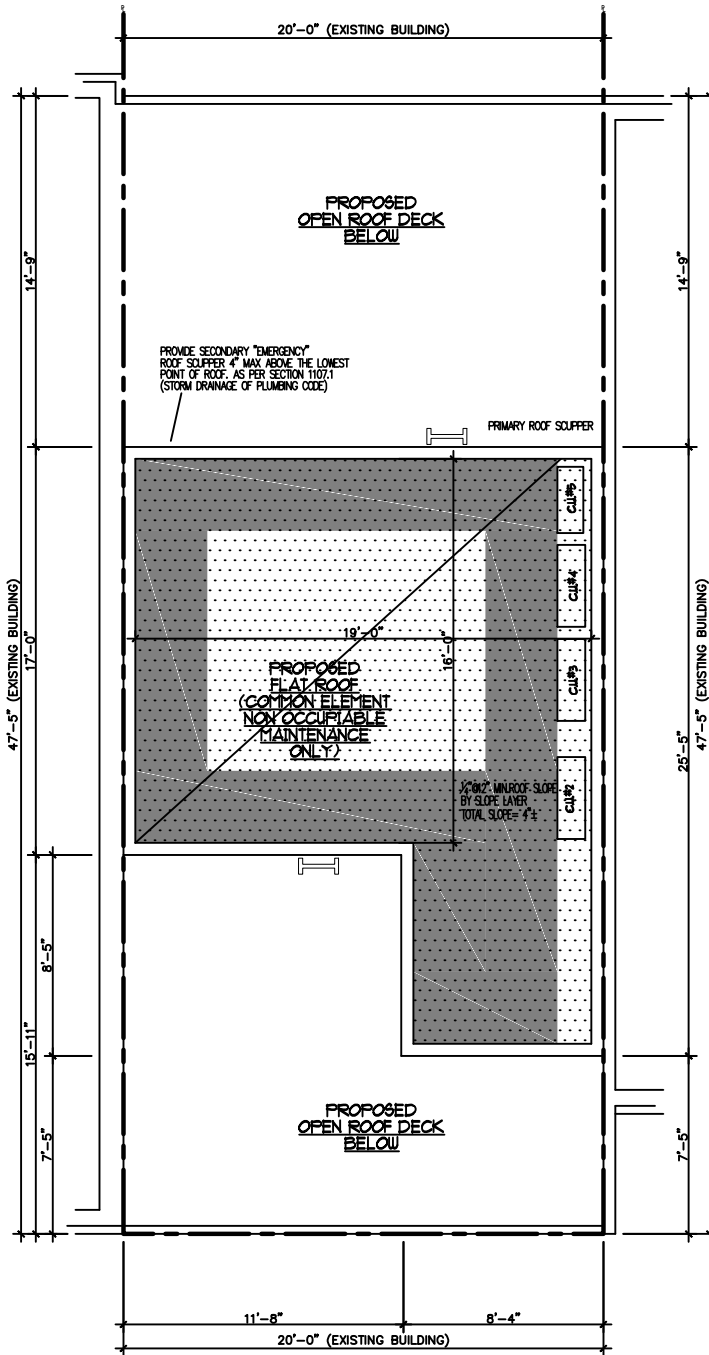 20'-0" (EXISTING BUILDING)
PROPOSED
OPEN ROOF DECK
BELOW
14'-9"
14'-9"
PROVIDE SECONDARY "EMERGENCY"
ROOF SCUPPER 4" MAX ABOVE THE LOWEST
POINT OF ROOF. AS PER SECTION 1107.1
(STORM DRAINAGE OF PLUMBING CODE)
PRIMARY ROOF SCUPPER
C.U.#5
C.U.#4
C.U.#3
C.U.#2
19'-0"
16'-0"
PROPOSED
FLAT ROOF
(COMMON ELEMENT
NON OCCUPIABLE
MAINTENANCE
ONLY)
1/4"@12" MIN.ROOF SLOPE
BY SLOPE LAYER
TOTAL SLOPE= 4"±
47'-5" (EXISTING BUILDING)
17'-0"
25'-5"
47'-5" (EXISTING BUILDING)
8'-5"
15'-11"
7'-5"
7'-5"
PROPOSED
OPEN ROOF DECK
BELOW
11'-8"
8'-4"
20'-0" (EXISTING BUILDING)